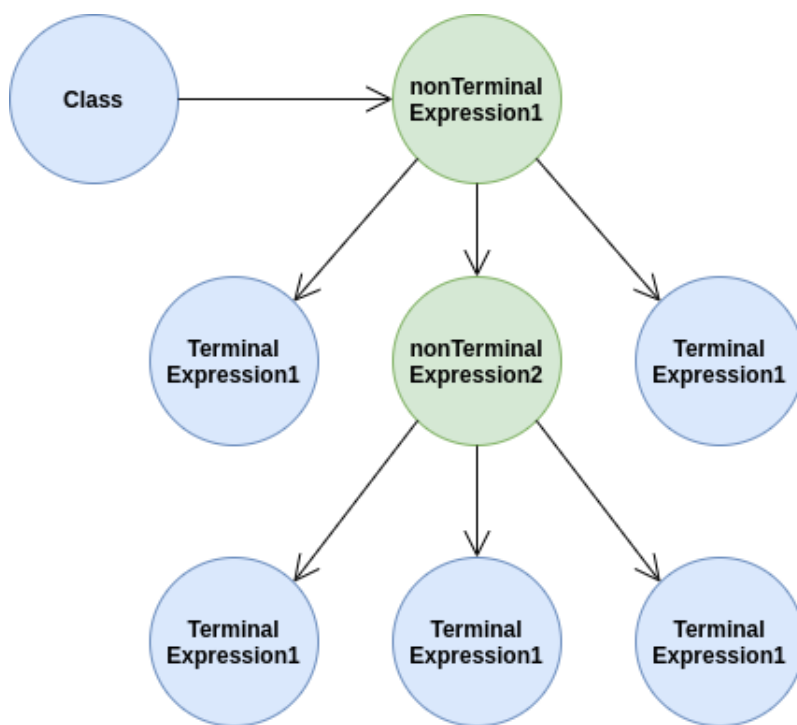 Class
nonTerminal
Expression1
Terminal
Expression1
nonTerminal
Expression2
Terminal
Expression1
Terminal
Expression1
Terminal
Expression1
Terminal
Expression1